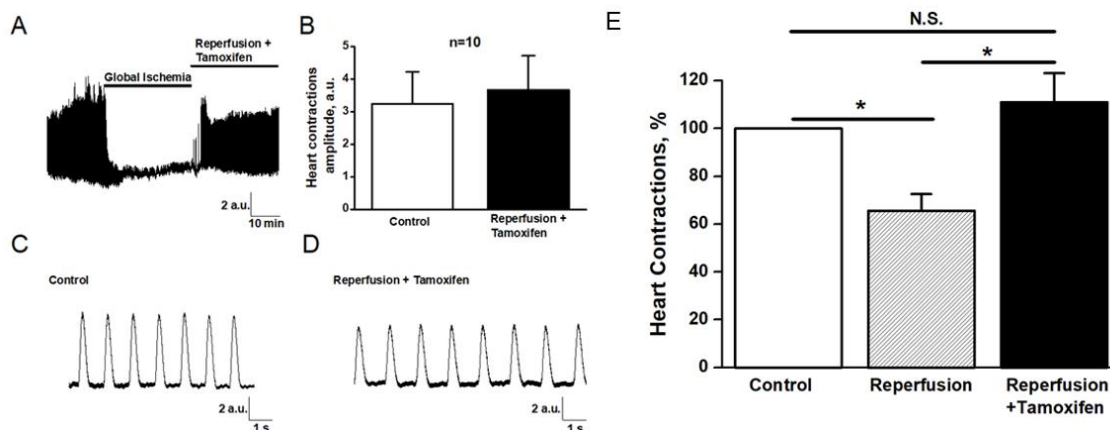 A
Reperfusion +
Tamoxifen
Global Ischemia
2 a.u.
10 min
B
n=10
Heart contractions
amplitude, a.u.
5
4
3
2
1
0
Control
Reperfusion +
Tamoxifen
C
Control
2 a.u.
1 s
D
Reperfusion + Tamoxifen
2 a.u.
1 s
E
N.S.
*
*
Heart Contractions, %
120
100
80
60
40
20
0
Control
Reperfusion
Reperfusion
+Tamoxifen